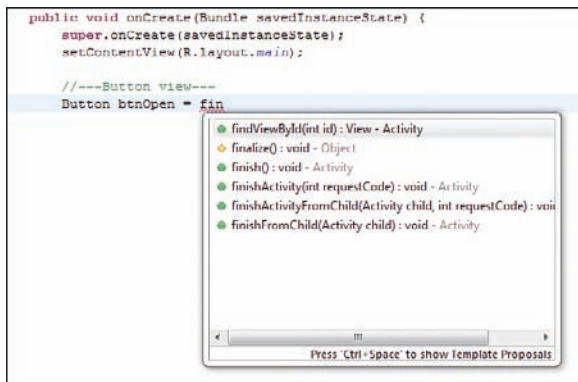 public void onCreate(Bundle savedInstanceState) {
super.onCreate(savedInstanceState);
setContentView(R.layout.main);
//---Button view---
Button btnOpen = fin
findViewById(int id) : View - Activity
finalize() : void - Object
finish() : void - Activity
finishActivity(int requestCode) : void - Activity
finishActivityFromChild(Activity child, int requestCode) : voi
finishFromChild(Activity child) : void - Activity
Press 'Ctrl+Space' to show Template Proposals